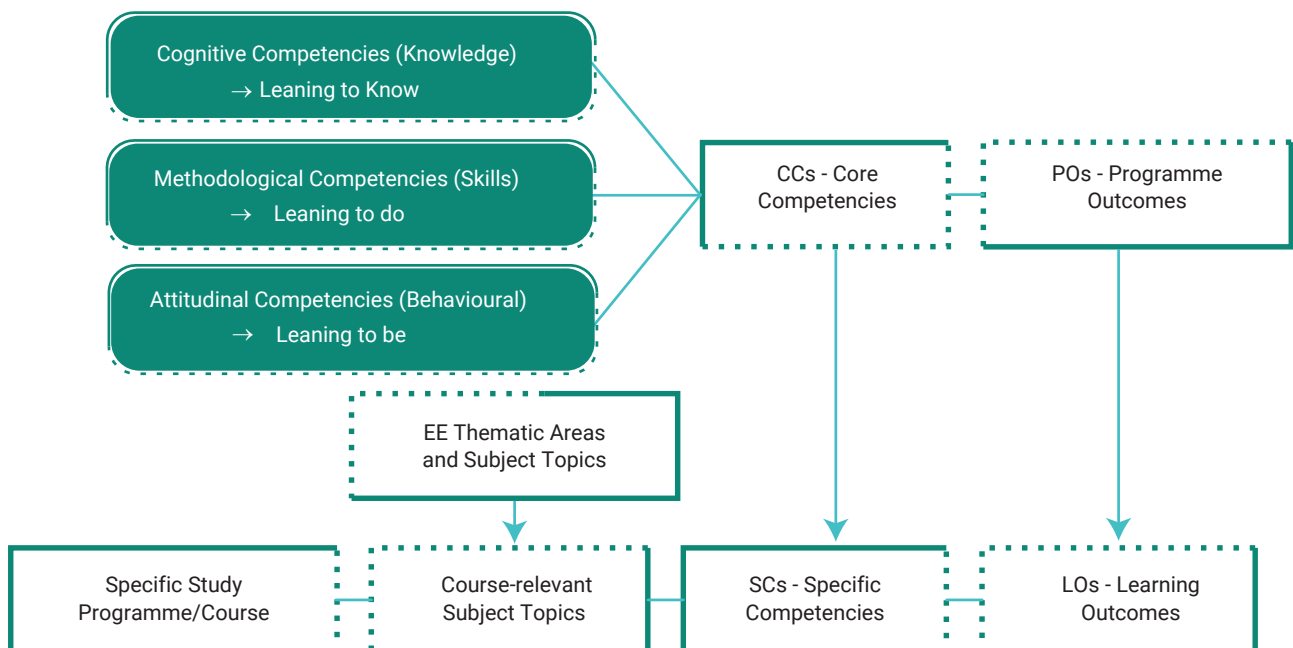 Cognitive Competencies (Knowledge)
→ Leaning to Know
Methodological Competencies (Skills)
→ Leaning to do
Attitudinal Competencies (Behavioural)
→ Leaning to be
CCs - Core
Competencies
POs - Programme
Outcomes
EE Thematic Areas
and Subject Topics
Specific Study
Programme/Course
Course-relevant
Subject Topics
SCs - Specific
Competencies
LOs - Learning
Outcomes